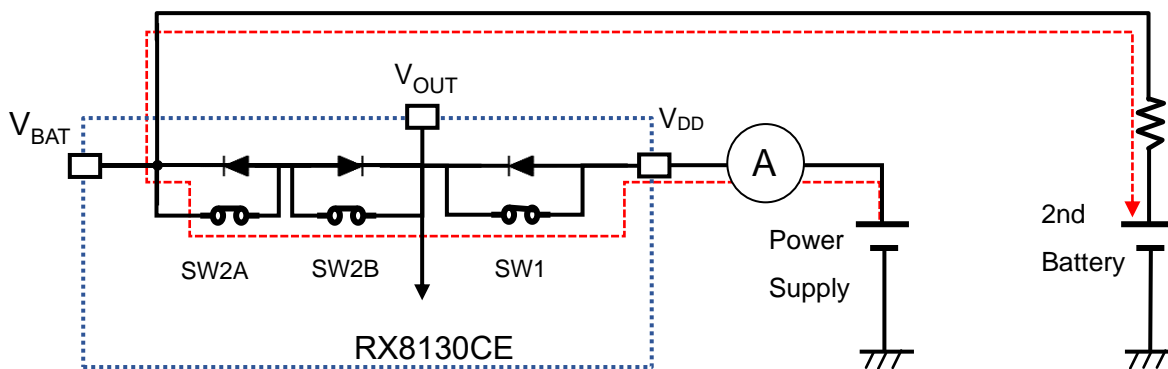 VOUT
VBAT
VDD
A
SW2A
SW2B
SW1
Power
Supply
2nd
Battery
RX8130CE